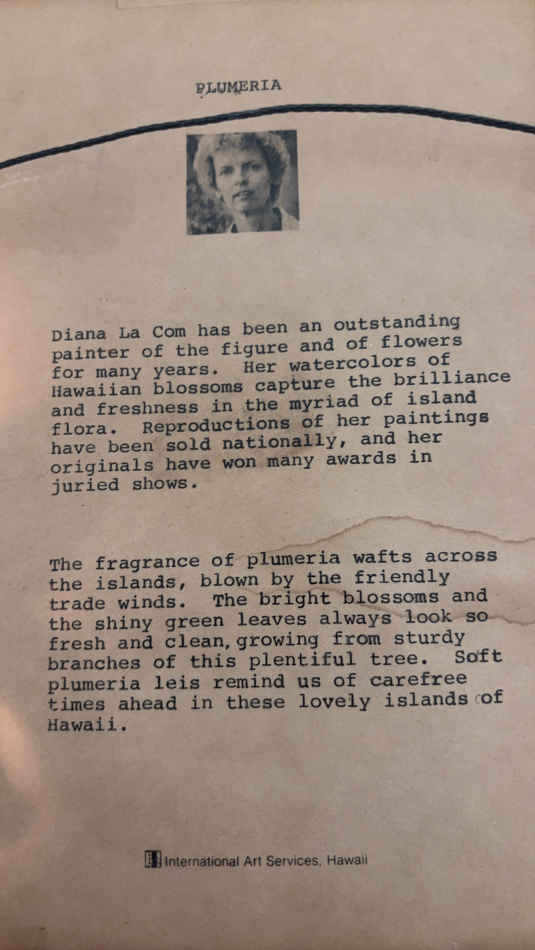 PLUMERIA
Diana La Com has been an outstanding
painter of the figure and of flowers
for many years. Her watercolors of
Hawaiian blossoms capture the brilliance
and freshness in the myriad of island
flora. Reproductions of her paintings
have been sold nationally, and her
originals have won many awards in
juried shows.
The fragrance of plumeria wafts across
the islands, blown by the friendly
trade winds. The bright blossoms and
the shiny green leaves always look so
fresh and clean, growing from sturdy
branches of this plentiful tree. Soft
plumeria leis remind us of carefree
times ahead in these lovely islands of
Hawaii.
International Art Services, Hawaii